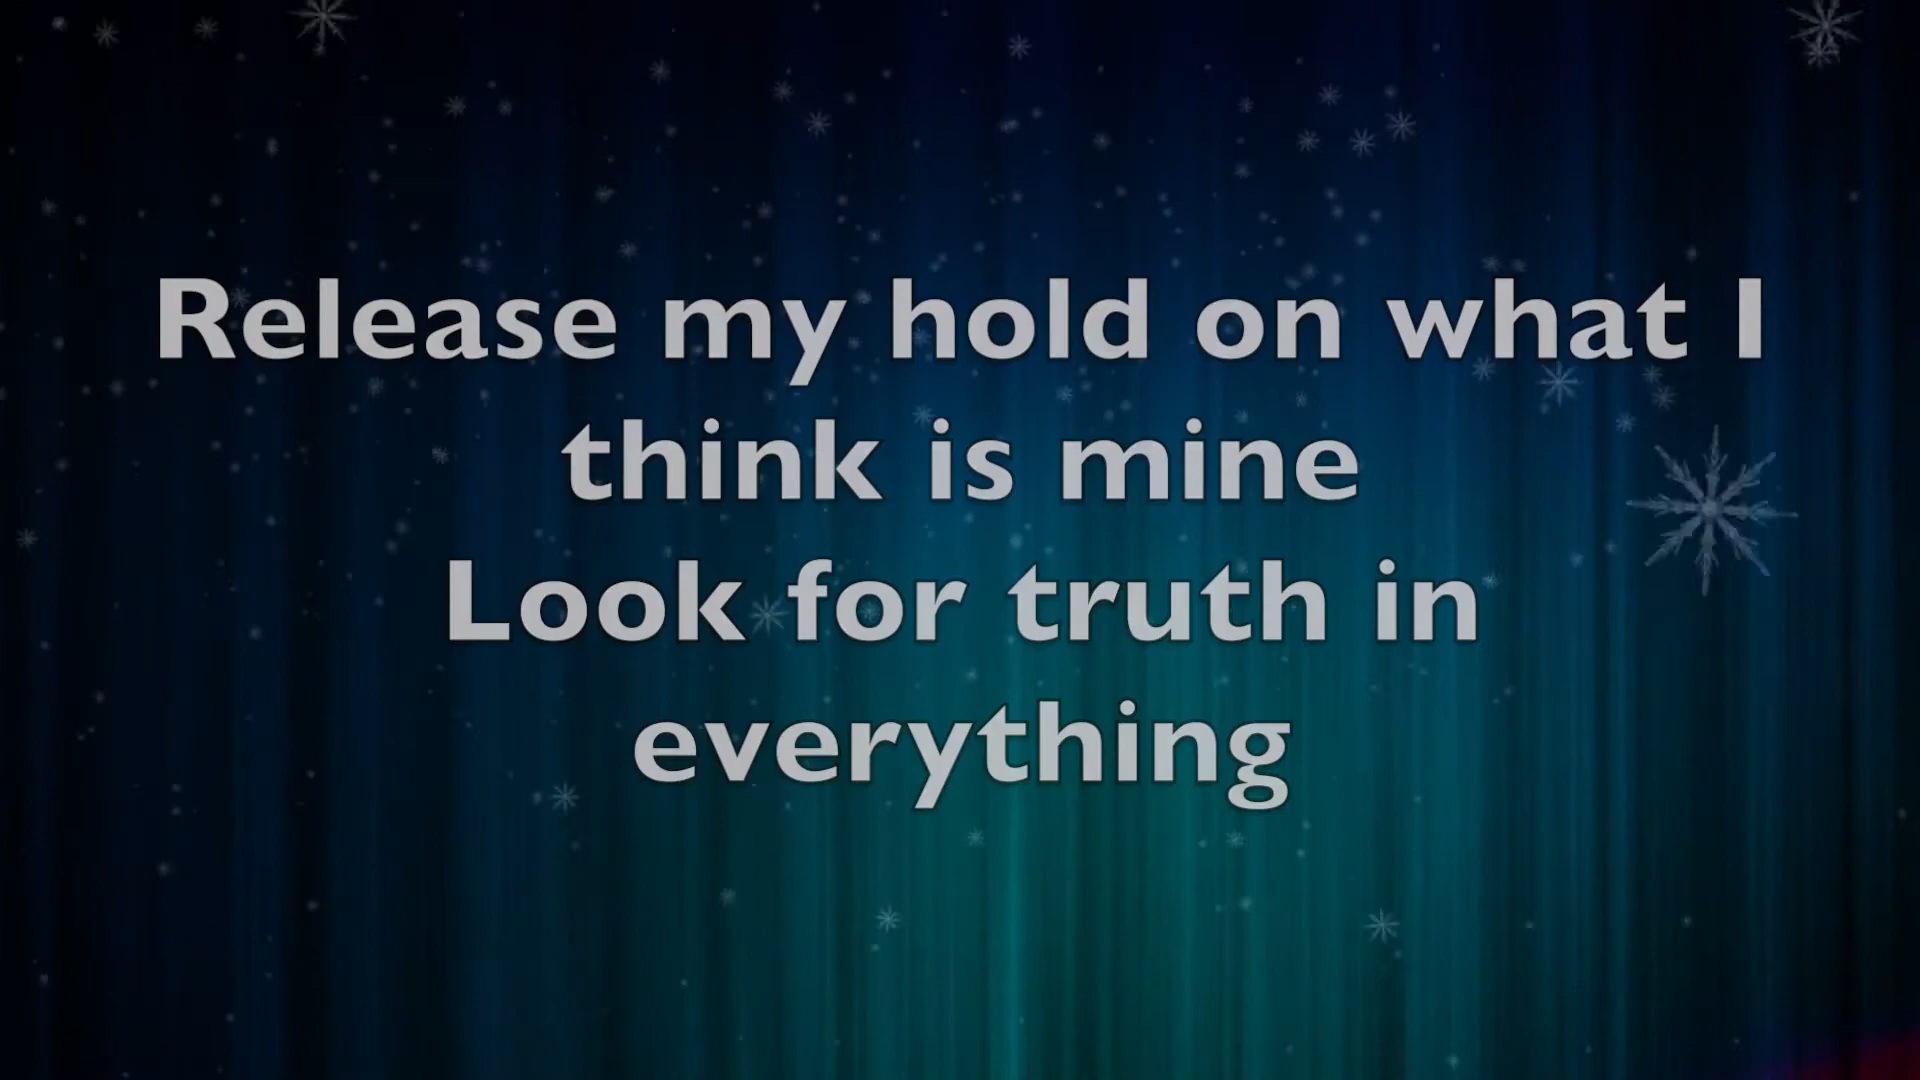 Release my hold on what I
think is mine
Look for truth in
everything